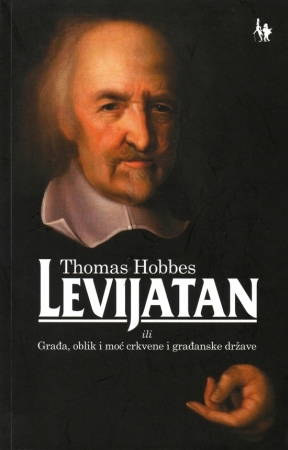 Thomas Hobbes
LEVIJATAN
ili
Građa, oblik i moć crkvene i građanske države